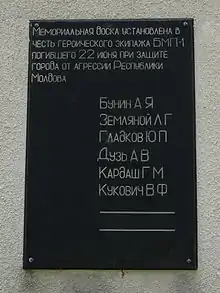 Мемориальная доска установлена в
честь героического экипажа БМП-1
погибшего 22 июня при защите
города от агрессии Республики
Молдова
Бунин А Я
Земляной Л Г
Гладков Ю П
Дузь А В
Кардаш Г М
Кукович В Ф